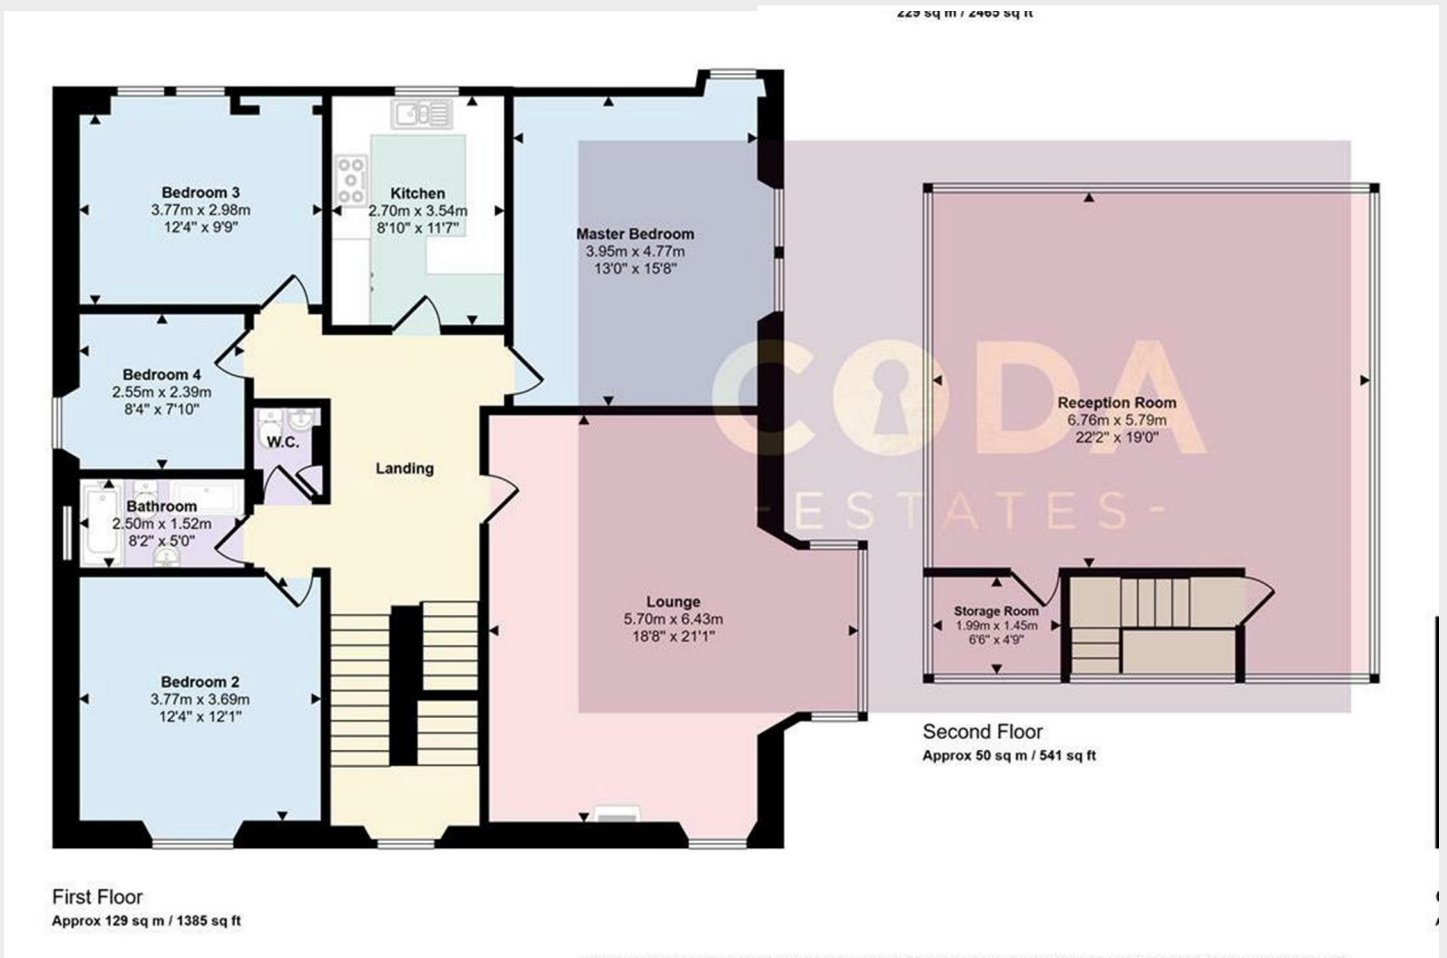 229 sq m / 2465 sq ft
Bedroom 3
3.77m x 2.98m
12'4" x 9'9"
Kitchen
2.70m x 3.54m
8'10" x 11'7"
Master Bedroom
3.95m x 4.77m
13'0" x 15'8"
Bedroom 4
2.55m x 2.39m
8'4" x 7'10"
W.C.
Landing
Bathroom
2.50m x 1.52m
8'2" x 5'0"
Bedroom 2
3.77m x 3.69m
12'4" x 12'1"
Lounge
5.70m x 6.43m
18'8" x 21'1"
CODA
-ESTATES-
Reception Room
6.76m x 5.79m
22'2" x 19'0"
Storage Room
1.99m x 1.45m
6'6" x 4'9"
Second Floor
Approx 50 sq m / 541 sq ft
First Floor
Approx 129 sq m / 1385 sq ft